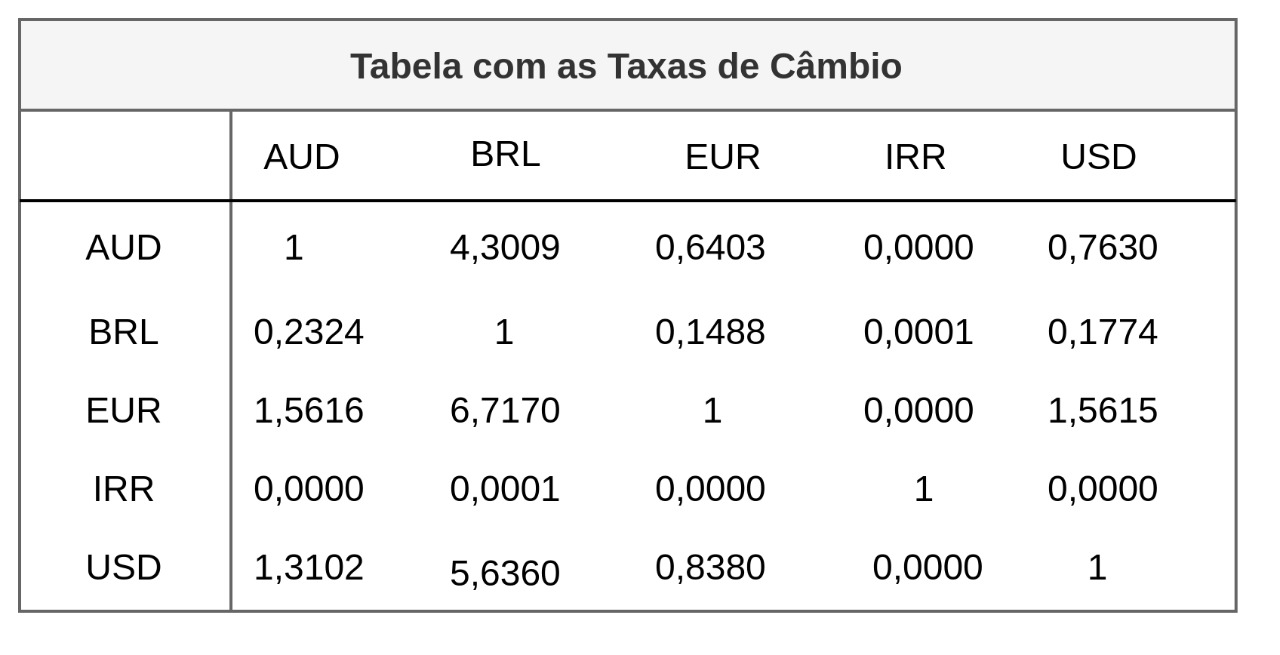 Tabela com as Taxas de Câmbio
AUD BRL EUR IRR USD
AUD 1 4,3009 0,6403 0,0000 0,7630
BRL 0,2324 1 0,1488 0,0001 0,1774
EUR 1,5616 6,7170 1 0,0000 1,5615
IRR 0,0000 0,0001 0,0000 1 0,0000
USD 1,3102 5,6360 0,8380 0,0000 1